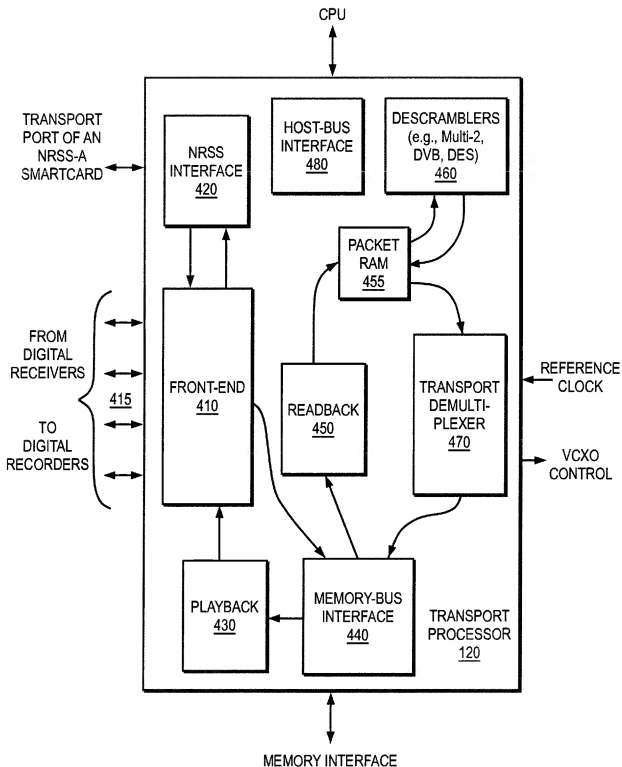 CPU
TRANSPORT
PORT OF AN
NRSS-A
SMARTCARD
NRSS
INTERFACE
420
HOST-BUS
INTERFACE
480
DESCRAMBLERS
(e.g., Multi-2,
DVB, DES)
460
PACKET
RAM
455
FROM
DIGITAL
RECEIVERS
415
TO
DIGITAL
RECORDERS
FRONT-END
410
READBACK
450
TRANSPORT
DEMULTI-
PLEXER
470
REFERENCE
CLOCK
VCXO
CONTROL
PLAYBACK
430
MEMORY-BUS
INTERFACE
440
TRANSPORT
PROCESSOR
120
MEMORY INTERFACE